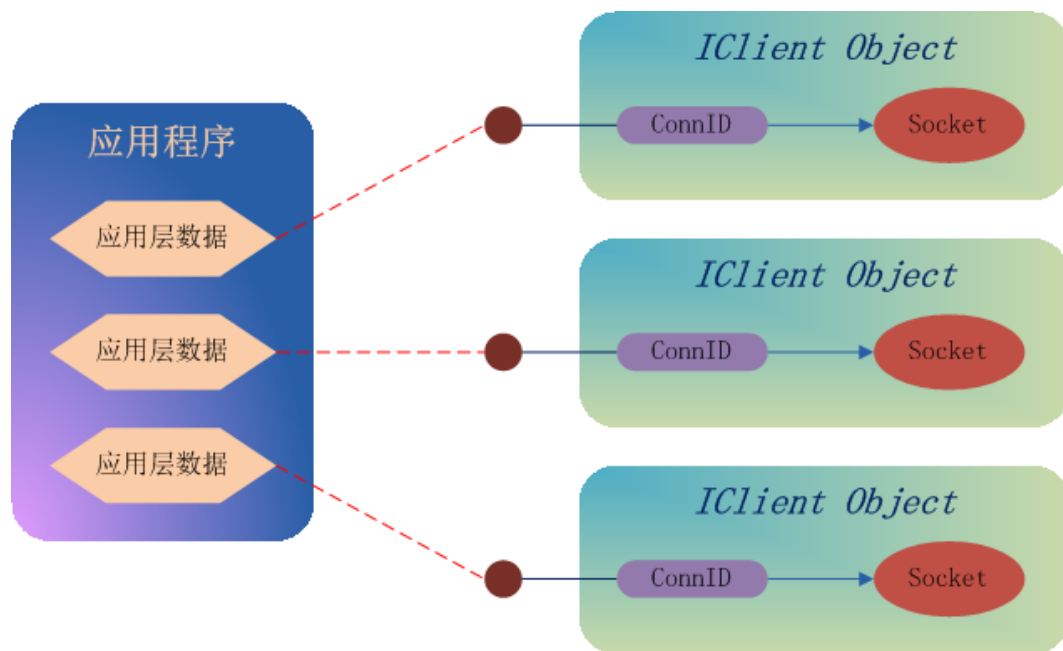 应用程序
应用层数据
应用层数据
应用层数据
IClient Object
ConnID
Socket
IClient Object
ConnID
Socket
IClient Object
ConnID
Socket